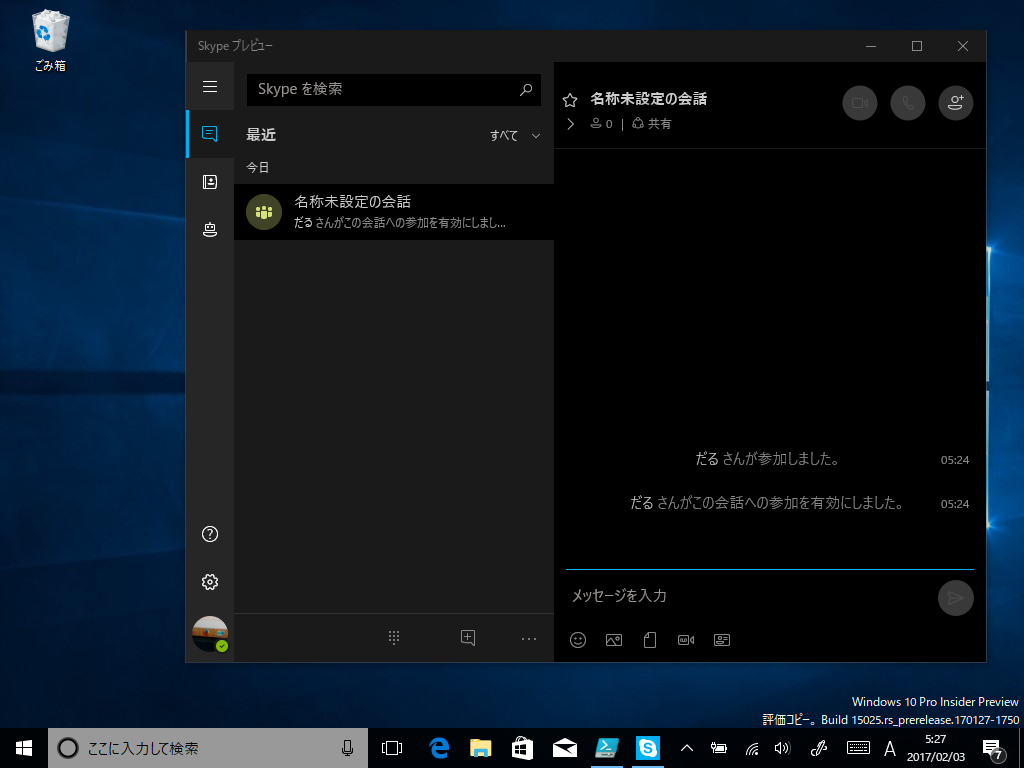 ごみ箱
Skype プレビュー
Skype を検索
最近
すべて
今日
名称未設定の会話
だる さんがこの会話への参加を有効にしまし...
名称未設定の会話
0 | 共有
だる さんが参加しました。 05:24
だる さんがこの会話への参加を有効にしました。 05:24
メッセージを入力
Windows 10 Pro Insider Preview
評価コピー。 Build 15025.rs_prerelease.170127-1750
ここに入力して検索
A
5:27
2017/02/03
7